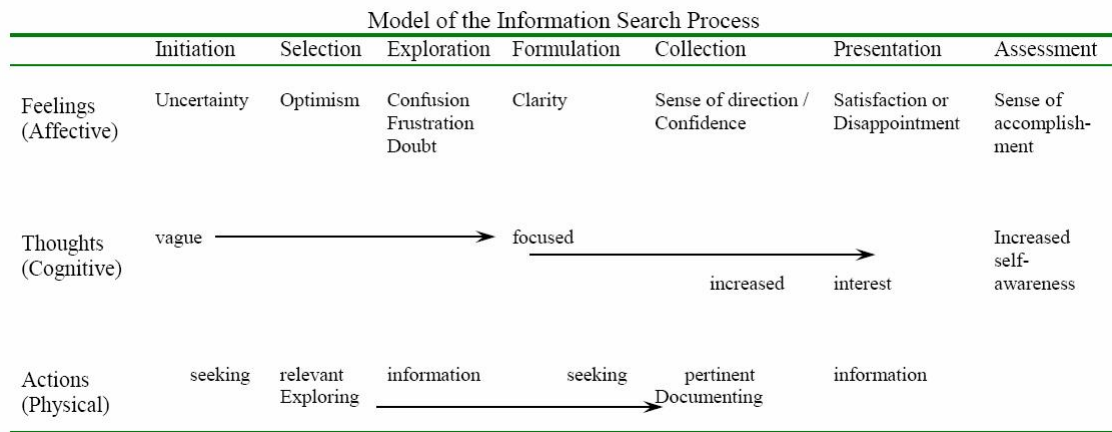 Model of the Information Search Process
Initiation Selection Exploration Formulation Collection Presentation Assessment
Feelings (Affective)
Uncertainty
Optimism
Confusion
Frustration
Doubt
Clarity
Sense of direction /
Confidence
Satisfaction or
Disappointment
Sense of
accomplish-
ment
Thoughts
(Cognitive)
vague
focused
increased interest
Increased
self-
awareness
Actions
(Physical)
seeking relevant information seeking pertinent information
Exploring Documenting